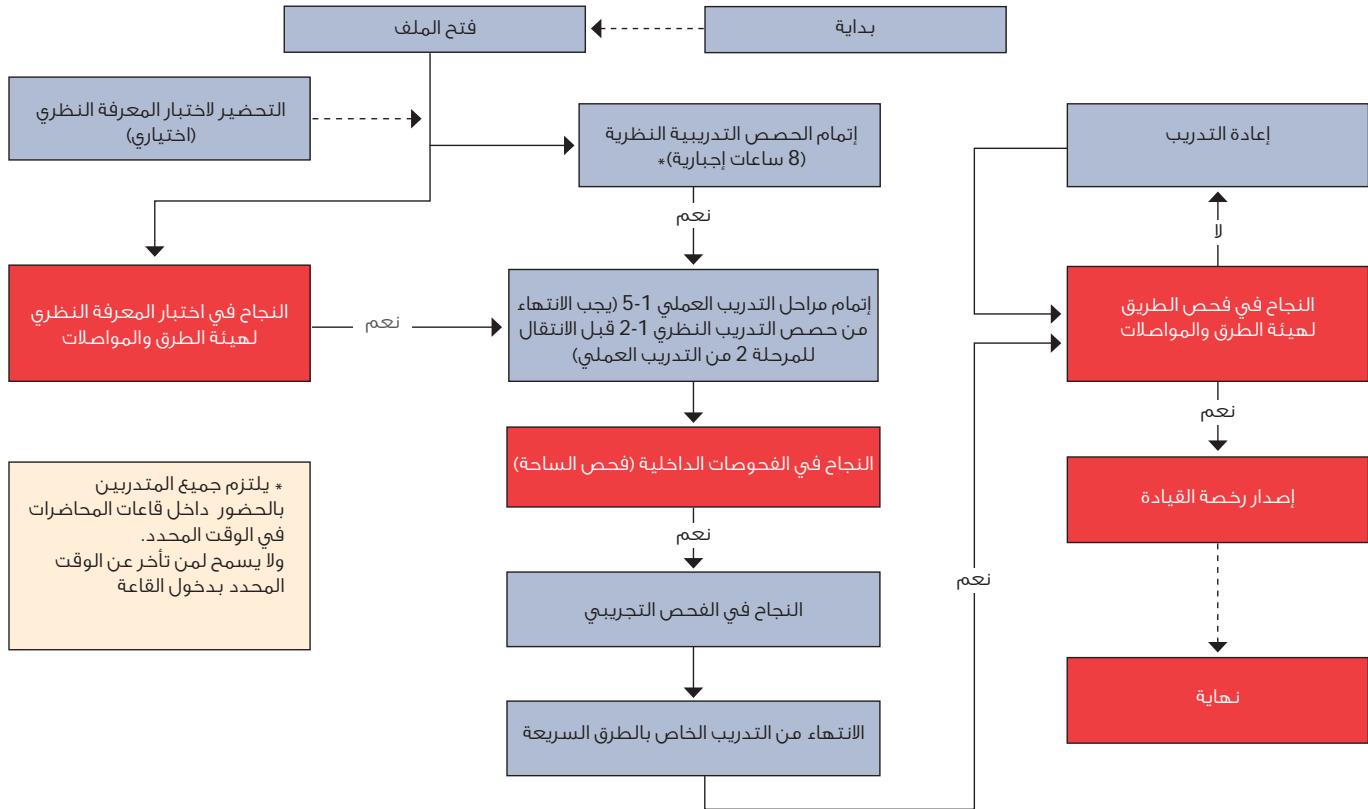 بداية
فتح الملف
التحضير لاختبار المعرفة النظري
(اختياري)
إتمام الحصص التدريبية النظرية
(8 ساعات إجبارية)*
نعم
النجاح في اختبار المعرفة النظري
لهيئة الطرق والمواصلات
نعم
إتمام مراحل التدريب العملي 1-5 (يجب الانتهاء
من حصص التدريب النظري 1-2 قبل الانتقال
للمرحلة 2 من التدريب العملي)
النجاح في الفحوصات الداخلية (فحص الساحة)
نعم
النجاح في الفحص التجريبي
الانتهاء من التدريب الخاص بالطرق السريعة
نعم
إعادة التدريب
لا
النجاح في فحص الطريق
لهيئة الطرق والمواصلات
نعم
إصدار رخصة القيادة
نهاية
* يلتزم جميع المتدربين
بالحضور داخل قاعات المحاضرات
في الوقت المحدد.
ولا يسمح لمن تأخر عن الوقت
المحدد بدخول القاعة